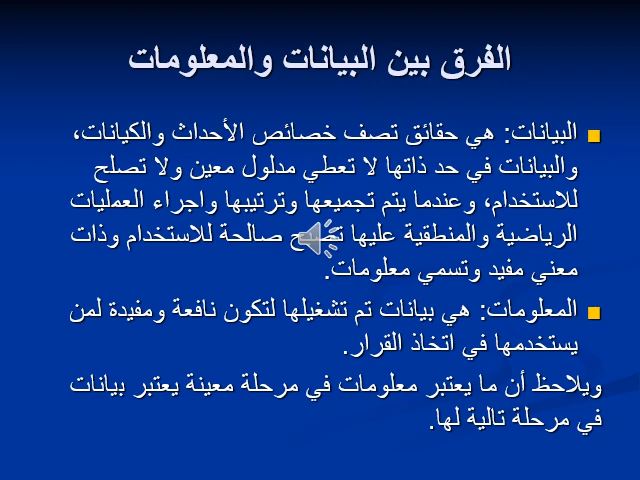 الفرق بين البيانات والمعلومات
البيانات: هي حقائق تصف خصائص الأحداث والكيانات،
والبيانات في حد ذاتها لا تعطي مدلول معين ولا تصلح
للاستخدام، وعندما يتم تجميعها وترتيبها واجراء العمليات
الرياضية والمنطقية عليها تصبح صالحة للاستخدام وذات
معني مفيد وتسمي معلومات.
المعلومات: هي بيانات تم تشغيلها لتكون نافعة ومفيدة لمن
يستخدمها في اتخاذ القرار.
ويلاحظ أن ما يعتبر معلومات في مرحلة معينة يعتبر بيانات
في مرحلة تالية لها.